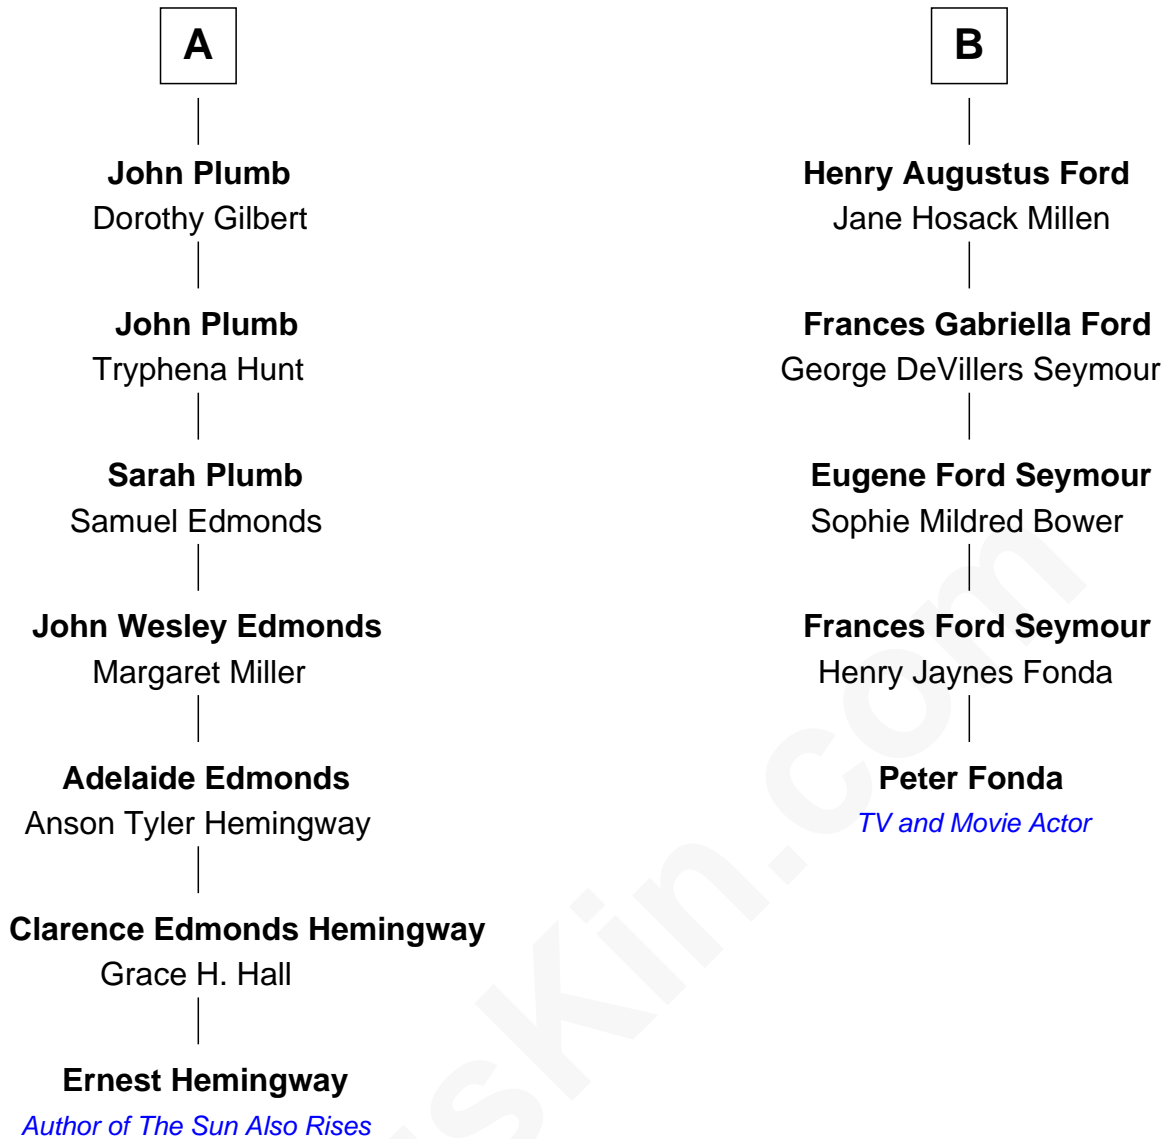 A
John Plumb
Dorothy Gilbert
John Plumb
Tryphena Hunt
Sarah Plumb
Samuel Edmonds
John Wesley Edmonds
Margaret Miller
Adelaide Edmonds
Anson Tyler Hemingway
Clarence Edmonds Hemingway
Grace H. Hall
Ernest Hemingway
Author of The Sun Also Rises
B
Henry Augustus Ford
Jane Hosack Millen
Frances Gabriella Ford
George DeVillers Seymour
Eugene Ford Seymour
Sophie Mildred Bower
Frances Ford Seymour
Henry Jaynes Fonda
Peter Fonda
TV and Movie Actor
sKin.com